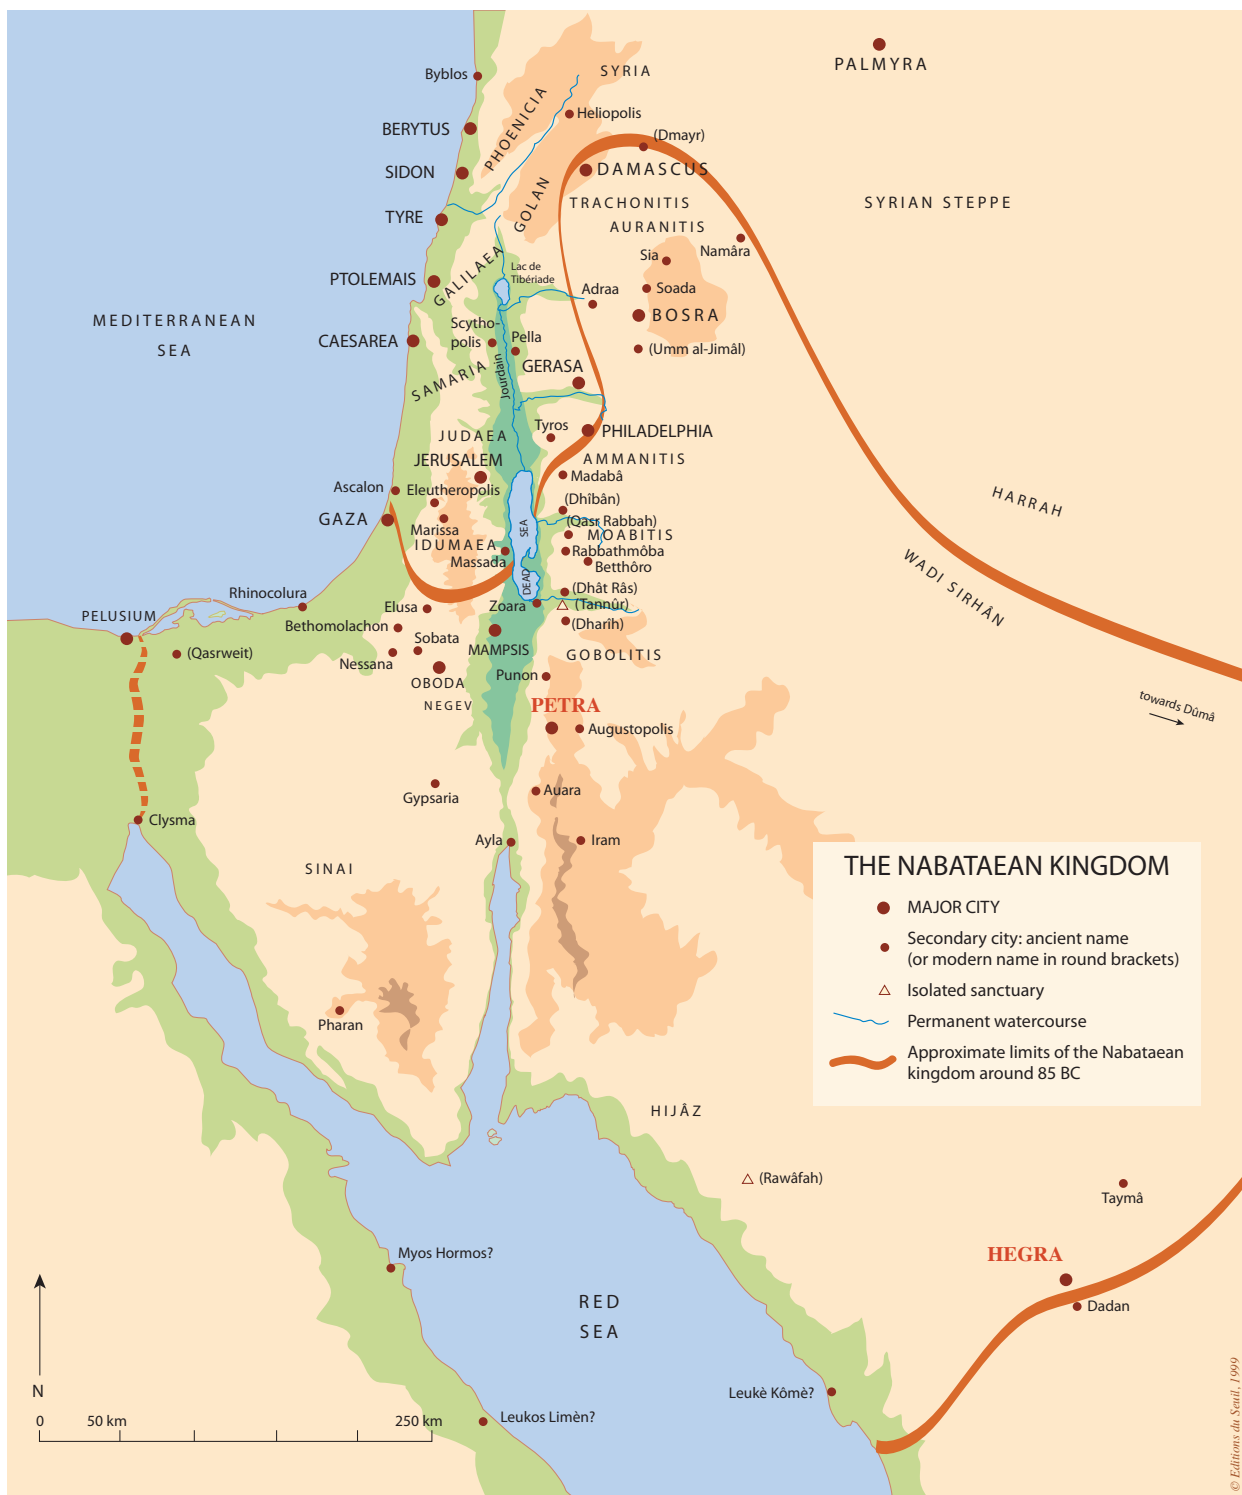 PALMYRA
SYRIA
Byblos
PHOENICIA
Heliopolis
BERYTUS
(Dmayr)
SIDON
DAMASCUS
GOLAN
TRACHONITIS
SYRIAN STEPPE
TYRE
AURANITIS
Namâra
Sia
GALILAEA
Lac de
Tibériade
PTOLEMAIS
Adraa
Soada
BOSRA
MEDITERRANEAN
SEA
Scytho-
polis
Pella
CAESAREA
(Umm al-Jimâl)
GERASA
Jourdain
SAMARIA
Tyros
PHILADELPHIA
JUDAEA
JERUSALEM
AMMANITIS
Madabâ
Ascalon
Eleutheropolis
(Dhîbân)
HARRAH
GAZA
Marissa
SEA
(Qasr Rabbah)
MOABITIS
IDUMAEA
Rabbathmôba
Massada
Betthôro
WADI SIRHÂN
DEAD
(Dhât Râs)
Rhinocolura
Elusa
Zoara
(Tannûr)
PELUSIUM
Bethomolachon
(Dharîh)
Sobata
(Qasrweit)
Nessana
MAMPSIS
GOBOLITIS
OBODA
Punon
NEGEV
PETRA
towards Dûmâ
Augustopolis
Gypsaria
Auara
Clysma
Ayla
Iram
SINAI
THE NABATAEAN KINGDOM
MAJOR CITY
Secondary city: ancient name
(or modern name in round brackets)
Isolated sanctuary
Permanent watercourse
Approximate limits of the Nabataean
kingdom around 85 BC
Pharan
HIJÂZ
(Rawâfah)
Taymâ
Myos Hormos?
HEGRA
RED
SEA
Dadan
N
Leukè Kômè?
0
50 km
250 km
Leukos Limèn?
© Editions du Seuil, 1999